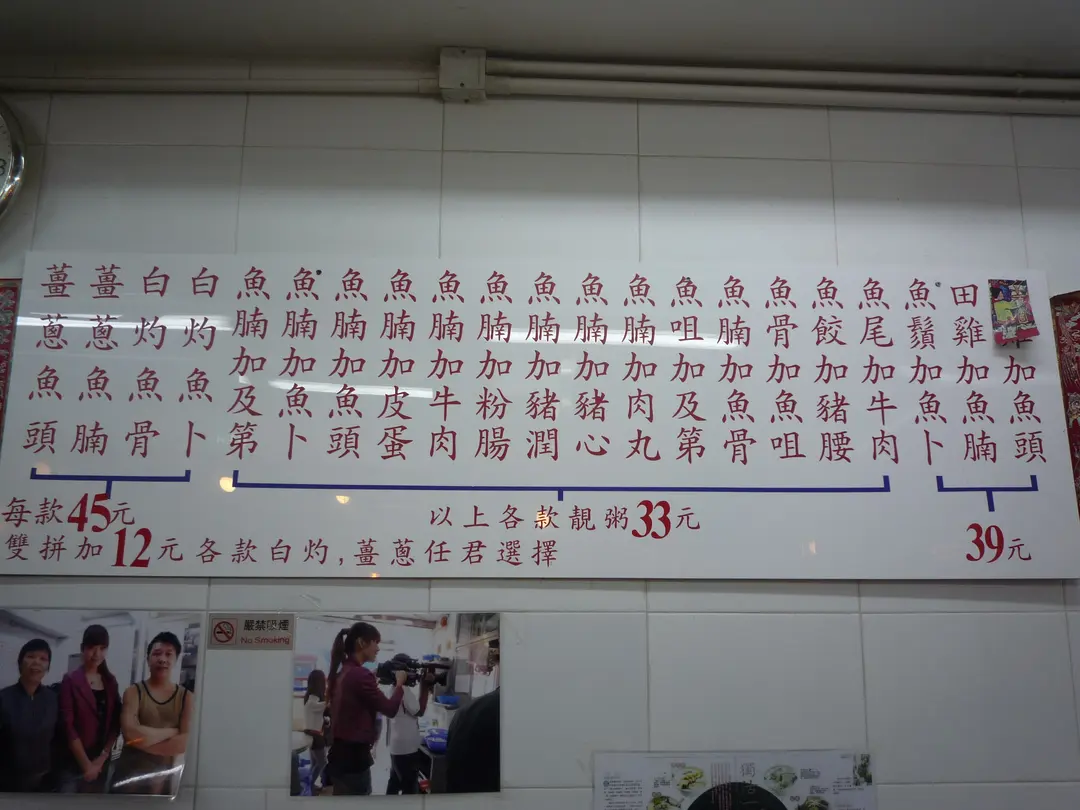 加魚頭
田雞加魚腩
魚鬚加魚卜
魚尾加牛肉
魚餃加豬腰
魚骨加魚咀
魚腩加魚骨
魚咀加及第
魚腩加肉丸
魚腩加豬心
魚腩加豬潤
魚腩加粉腸
魚腩加牛肉
魚腩加皮蛋
魚腩加魚頭
魚腩加魚卜
魚腩加及第
白灼魚卜
白灼魚骨
薑蔥魚腩
薑蔥魚頭
39元
以上各款靚粥33元
每款45元
雙拼加12元各款白灼,薑蔥任君選擇
嚴禁吸煙
No Smoking